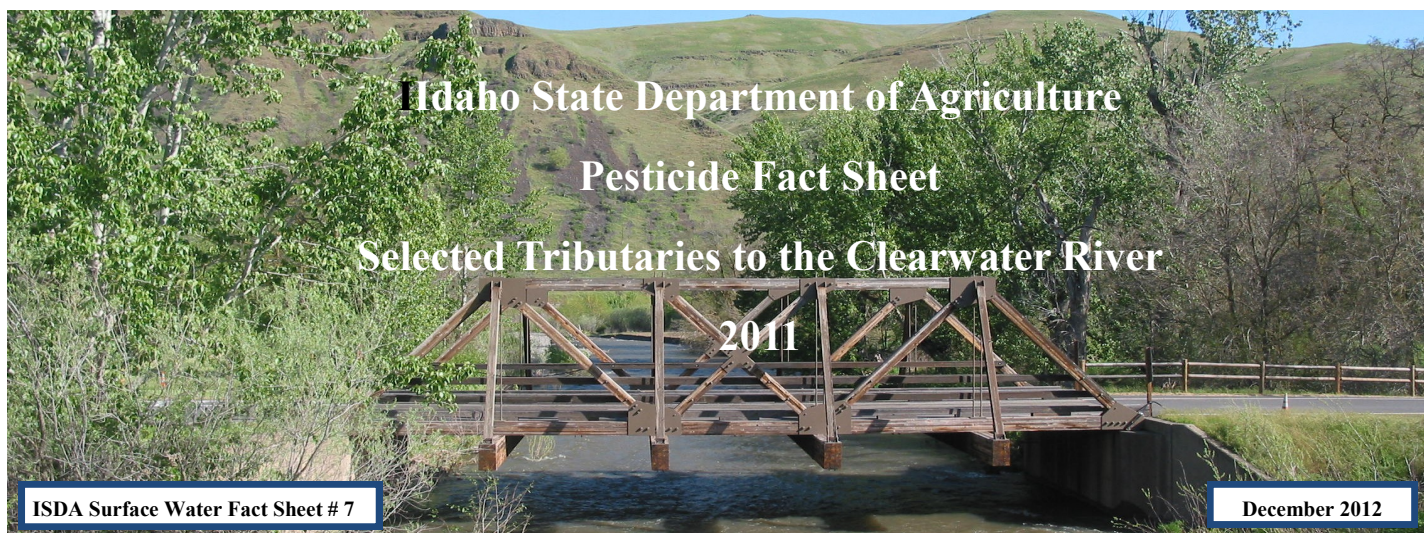 IIdaho State Department of Agriculture
Pesticide Fact Sheet
Selected Tributaries to the Clearwater River
2011
ISDA Surface Water Fact Sheet # 7
December 2012